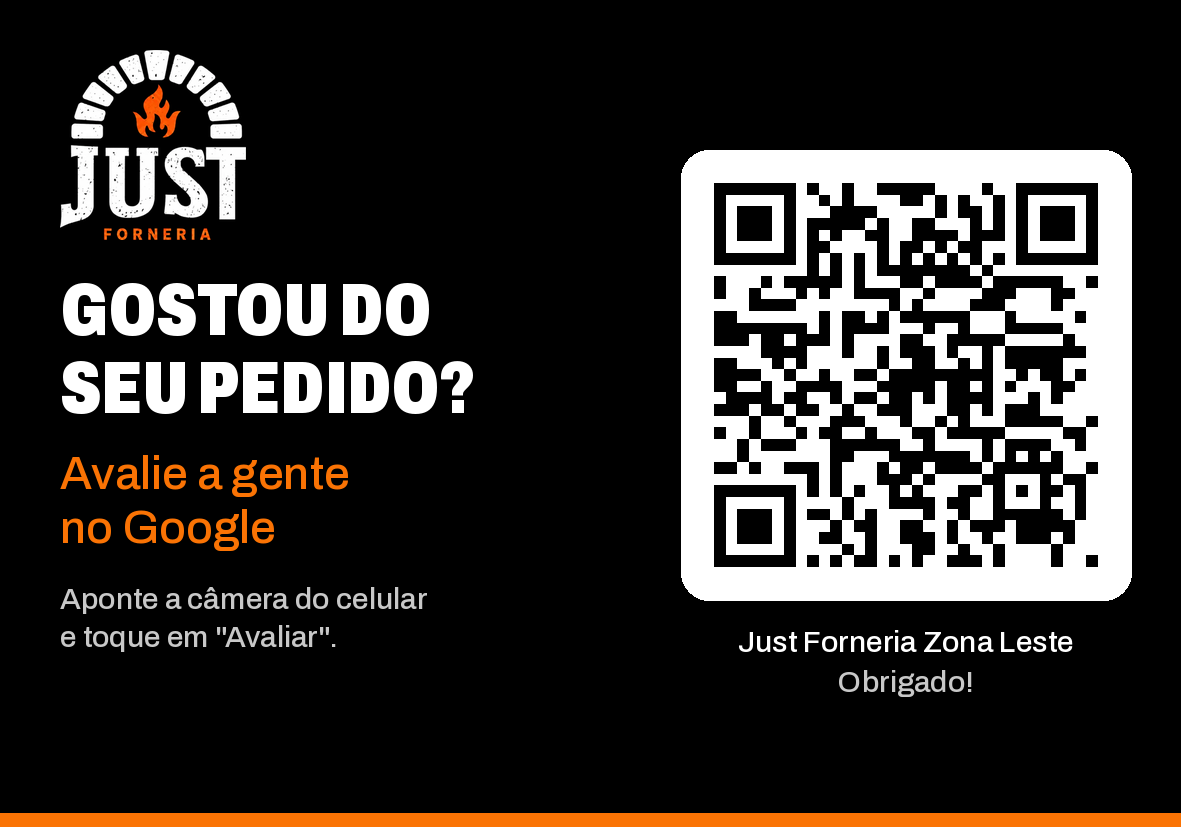 JUST
FORNERIA
GOSTOU DO
SEU PEDIDO?
Avalie a gente
no Google
Aponte a câmera do celular
e toque em "Avaliar".
Just Forneria Zona Leste
Obrigado!